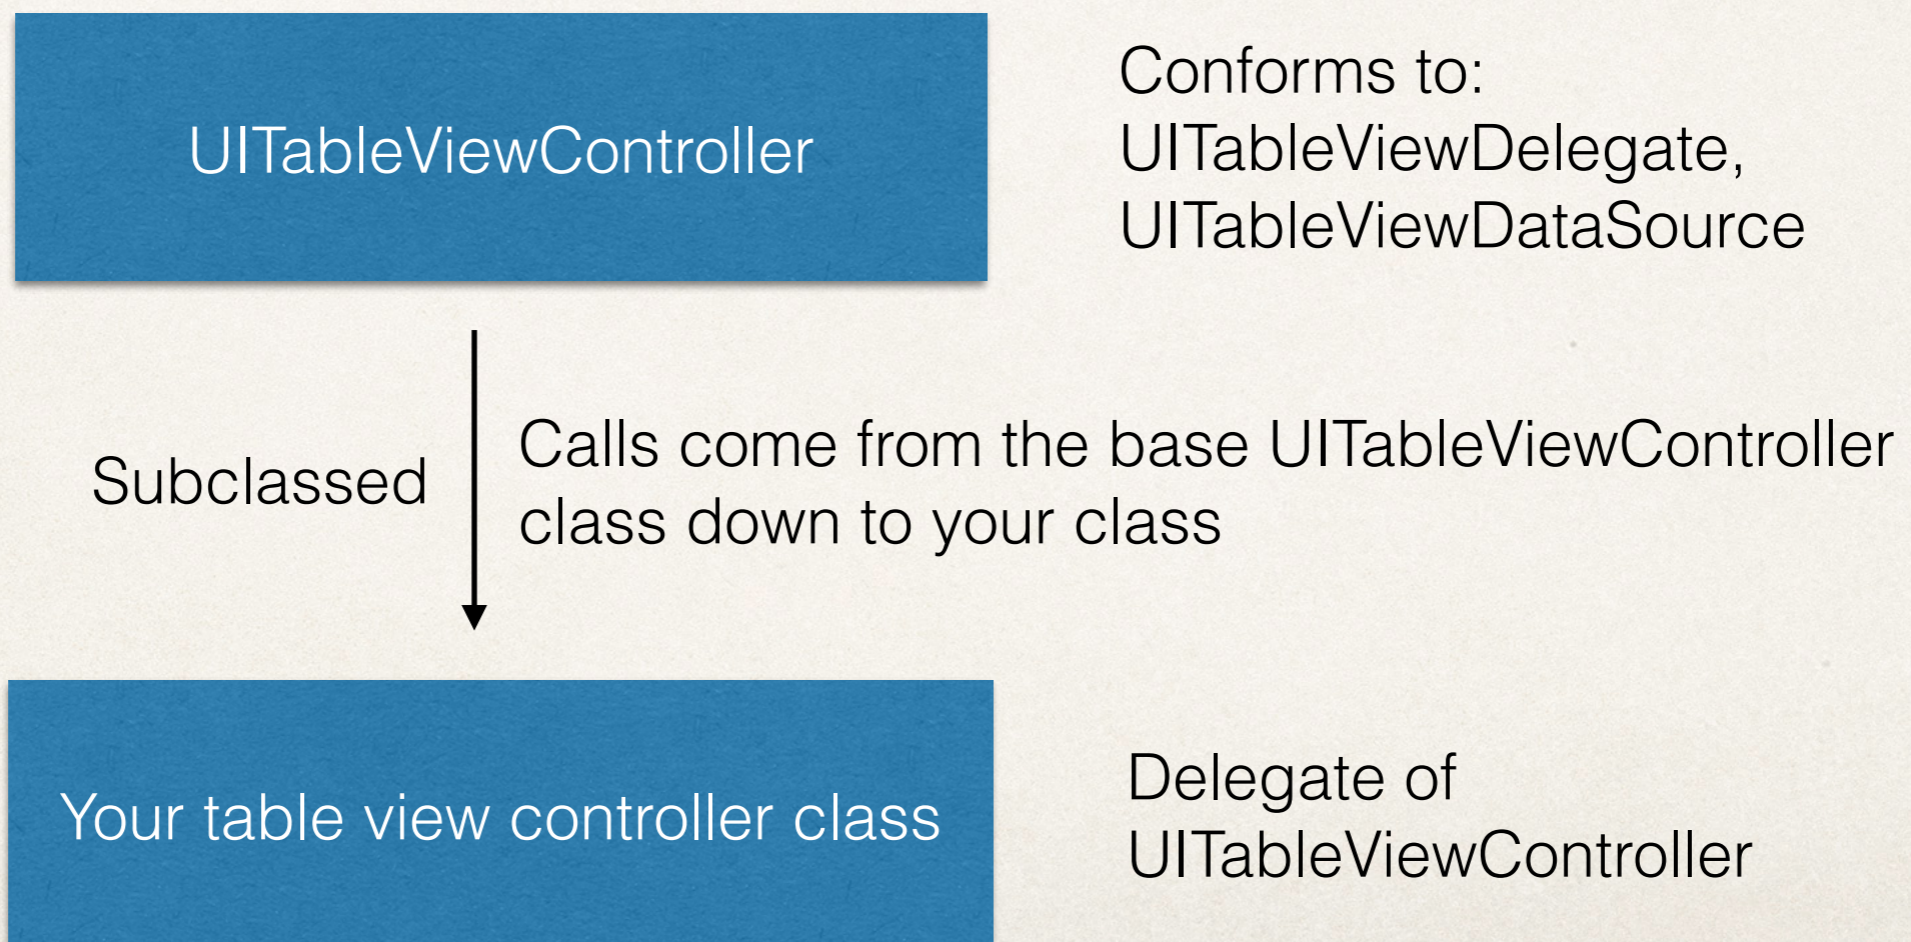 UITableViewController
Conforms to:
UITableViewDelegate,
UITableViewDataSource
Subclassed
Calls come from the base UITableViewController
class down to your class
Your table view controller class
Delegate of
UITableViewController